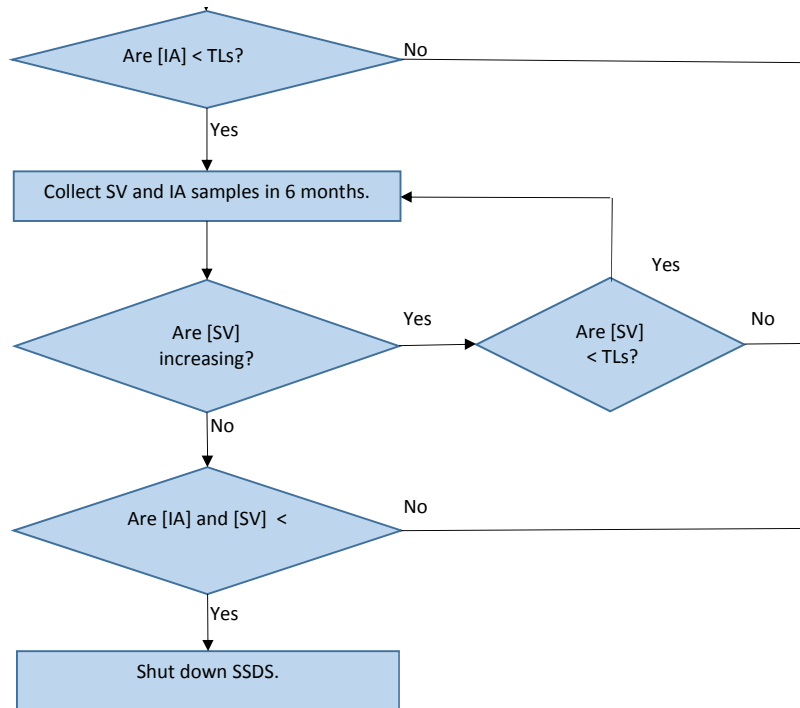 Are [IA] < TLs?
No
Yes
Collect SV and IA samples in 6 months.
Yes
Are [SV]
increasing?
Yes
Are [SV]
< TLs?
No
No
Are [IA] and [SV] <
No
Yes
Shut down SSDS.